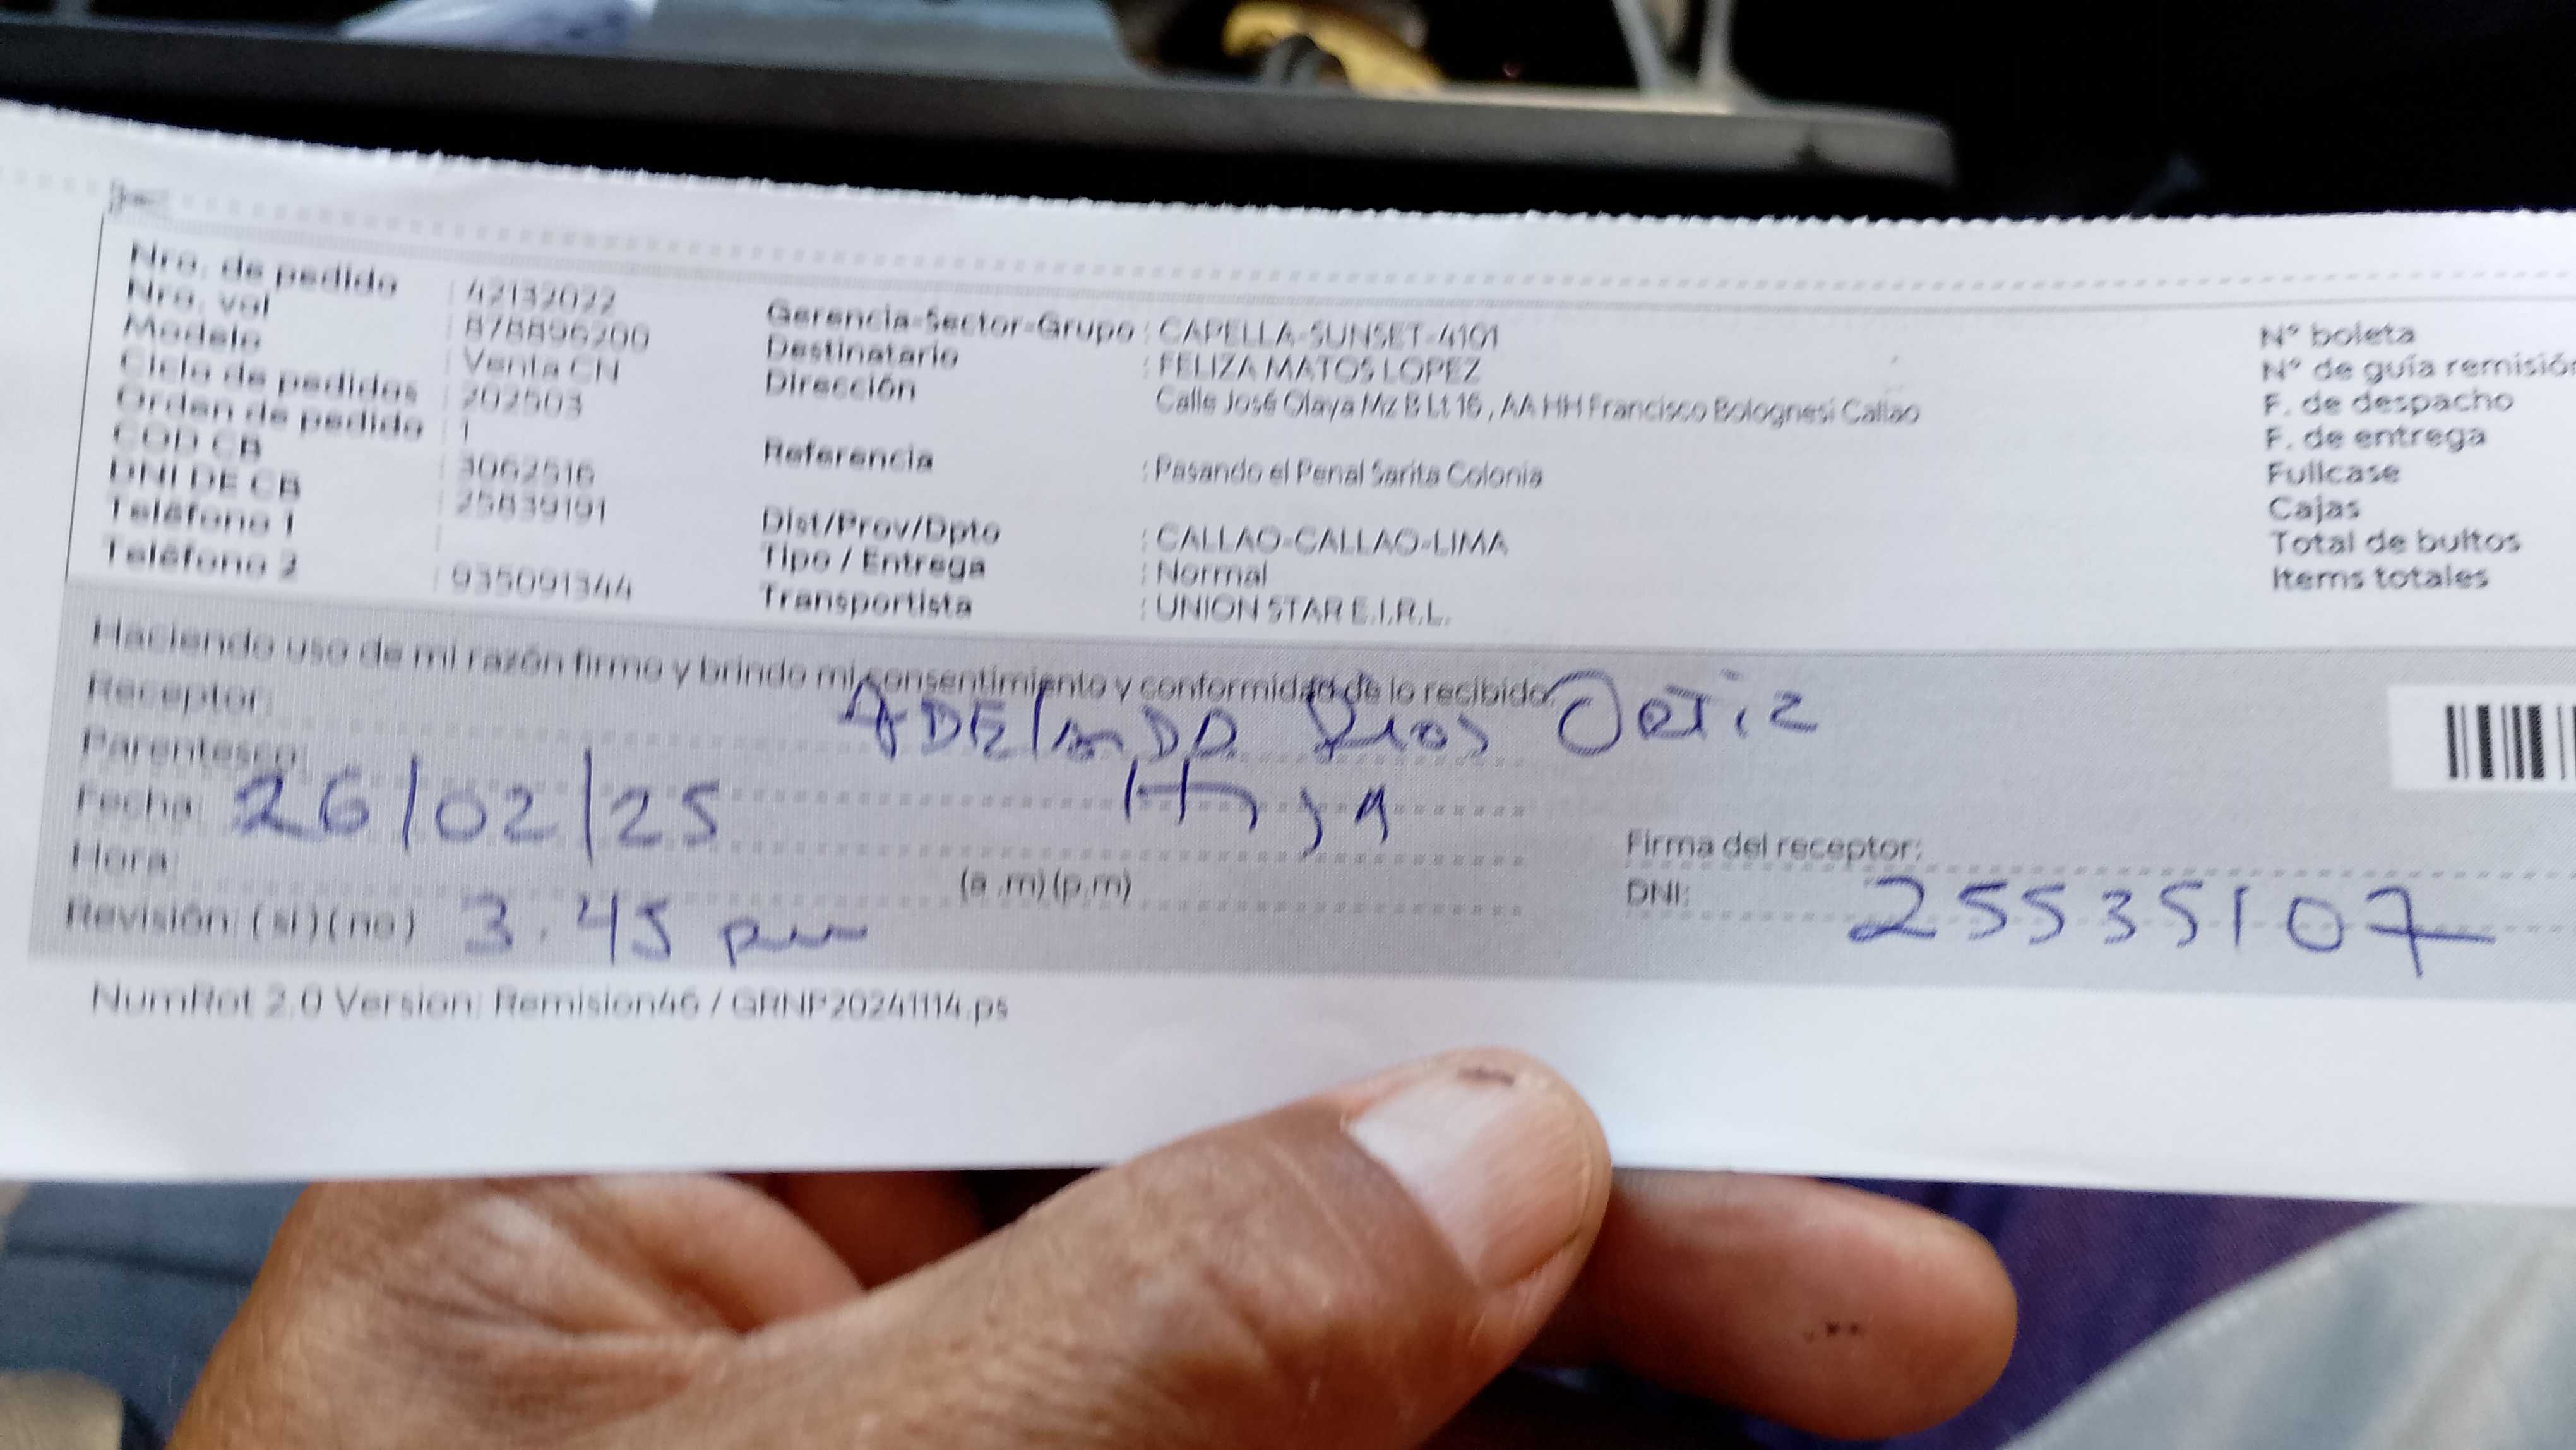 Nro. de pedido : 42132022
Nro. vol : 878896200
Modelo : Venta CN
Ciclo de pedidos : 202503
Orden de pedido : 1
COD CB : 3062516
DNI DE CB : 25839191
Teléfono 1 :
Teléfono 2 : 935091344
Gerencia-Sector-Grupo : CAPELLA-SUNSET-4101
Destinatario : FELIZA MATOS LOPEZ
Dirección : Calle José Olaya Mz B Lt 16 , AA HH Francisco Bolognesi Callao
Referencia : Pasando el Penal Sarita Colonia
Dist/Prov/Dpto : CALLAO-CALLAO-LIMA
Tipo / Entrega : Normal
Transportista : UNION STAR E.I.R.L.
N° boleta
N° de guía remisión
F. de despacho
F. de entrega
Fullcase
Cajas
Total de bultos
Items totales
Haciendo uso de mi razón firmo y brindo mi consentimiento y conformidad de lo recibido:
Receptor: Rios Ortiz
Parentesco: Hija
Fecha: 26/02/25
Hora: (a .m) (p.m)
Revisión: ( si ) ( no ) 3.45 pm
Firma del receptor:
DNI: 25535107
NumRot 2.0 Version: Remision46 / GRNP20241114.ps